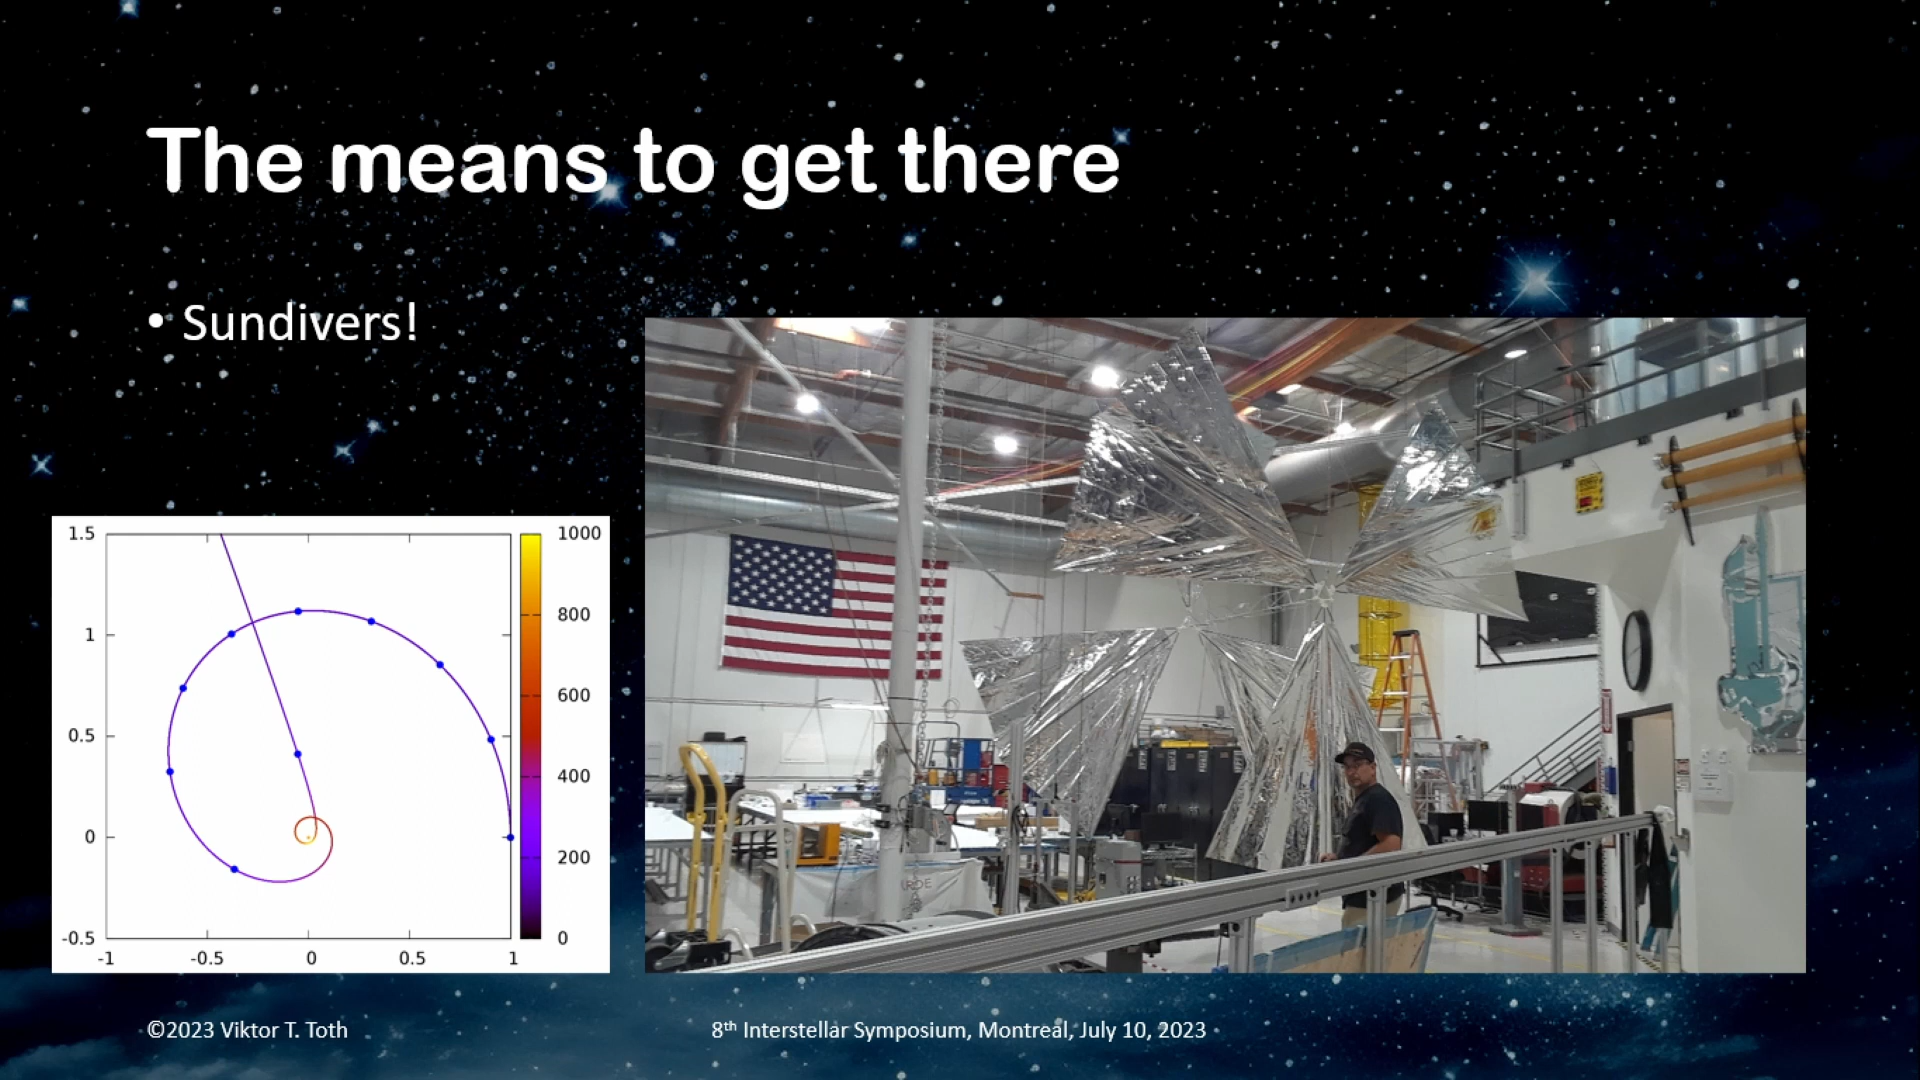 The means to get there
• Sundivers!
1.5
1
0.5
0
-0.5
-1 -0.5 0 0.5 1
1000
800
600
400
200
0
©2023 Viktor T. Toth
8th Interstellar Symposium, Montreal, July 10, 2023